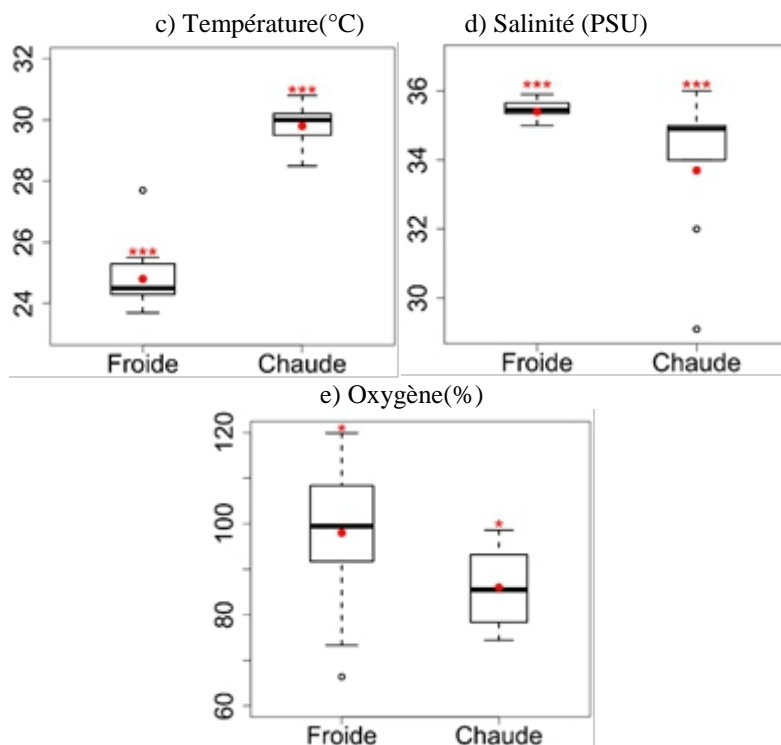 c) Température(°C)
d) Salinité (PSU)
32
30
28
26
24
***
***
Froide
Chaude
36
34
32
30
***
***
Froide
Chaude
e) Oxygène(%)
120
100
80
60
*
*
Froide
Chaude